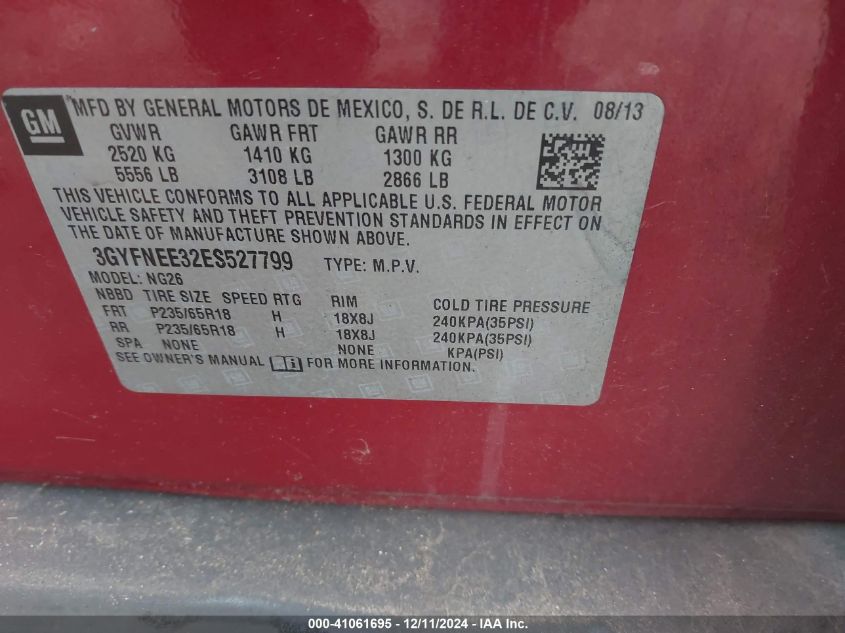 GM
MFD BY GENERAL MOTORS DE MEXICO, S. DE R.L. DE C.V. 08/13
GVWR GAWR FRT GAWR RR
2520 KG 1410 KG 1300 KG
5556 LB 3108 LB 2866 LB
THIS VEHICLE CONFORMS TO ALL APPLICABLE U.S. FEDERAL MOTOR
VEHICLE SAFETY AND THEFT PREVENTION STANDARDS IN EFFECT ON
THE DATE OF MANUFACTURE SHOWN ABOVE.
3GYFNEE32ES527799 TYPE: M.P.V.
MODEL: NG26
NBBD TIRE SIZE SPEED RTG RIM COLD TIRE PRESSURE
FRT P235/65R18 H 18X8J 240KPA(35PSI)
RR P235/65R18 H 18X8J 240KPA(35PSI)
SPA NONE NONE KPA(PSI)
SEE OWNER'S MANUAL FOR MORE INFORMATION.
000-41061695 - 12/11/2024 - IAA Inc.